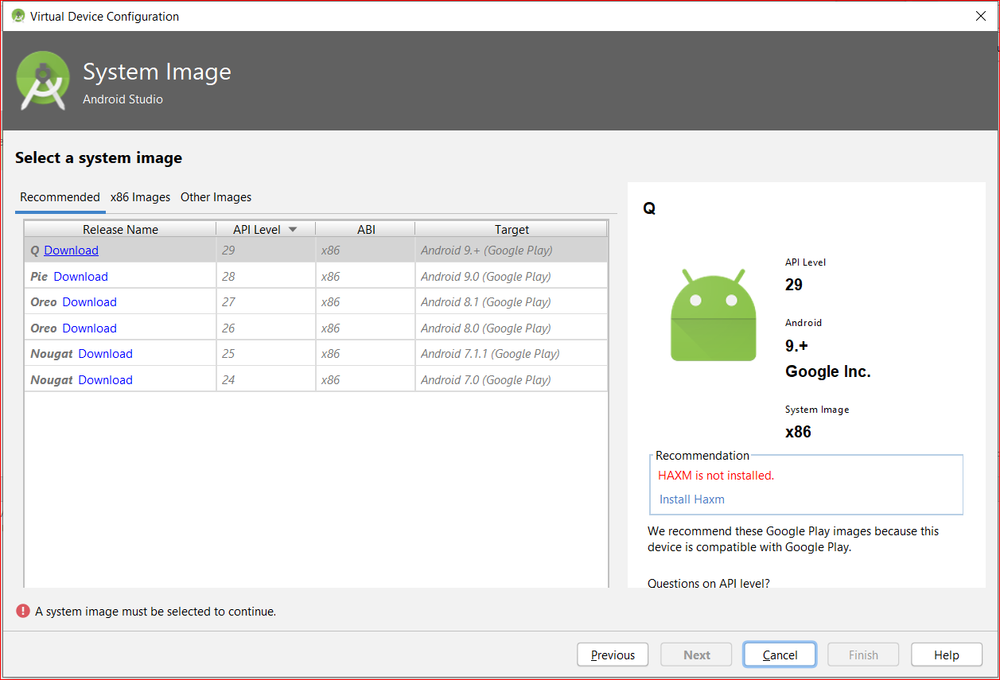 Virtual Device Configuration
System Image
Android Studio
Select a system image
Recommended x86 Images Other Images
Release Name API Level ABI Target
Q Download 29 x86 Android 9.+ (Google Play)
Pie Download 28 x86 Android 9.0 (Google Play)
Oreo Download 27 x86 Android 8.1 (Google Play)
Oreo Download 26 x86 Android 8.0 (Google Play)
Nougat Download 25 x86 Android 7.1.1 (Google Play)
Nougat Download 24 x86 Android 7.0 (Google Play)
Q
API Level
29
Android
9.+
Google Inc.
System Image
x86
Recommendation
HAXM is not installed.
Install Haxm
We recommend these Google Play images because this
device is compatible with Google Play.
Questions on API level?
A system image must be selected to continue.
Previous Next Cancel Finish Help